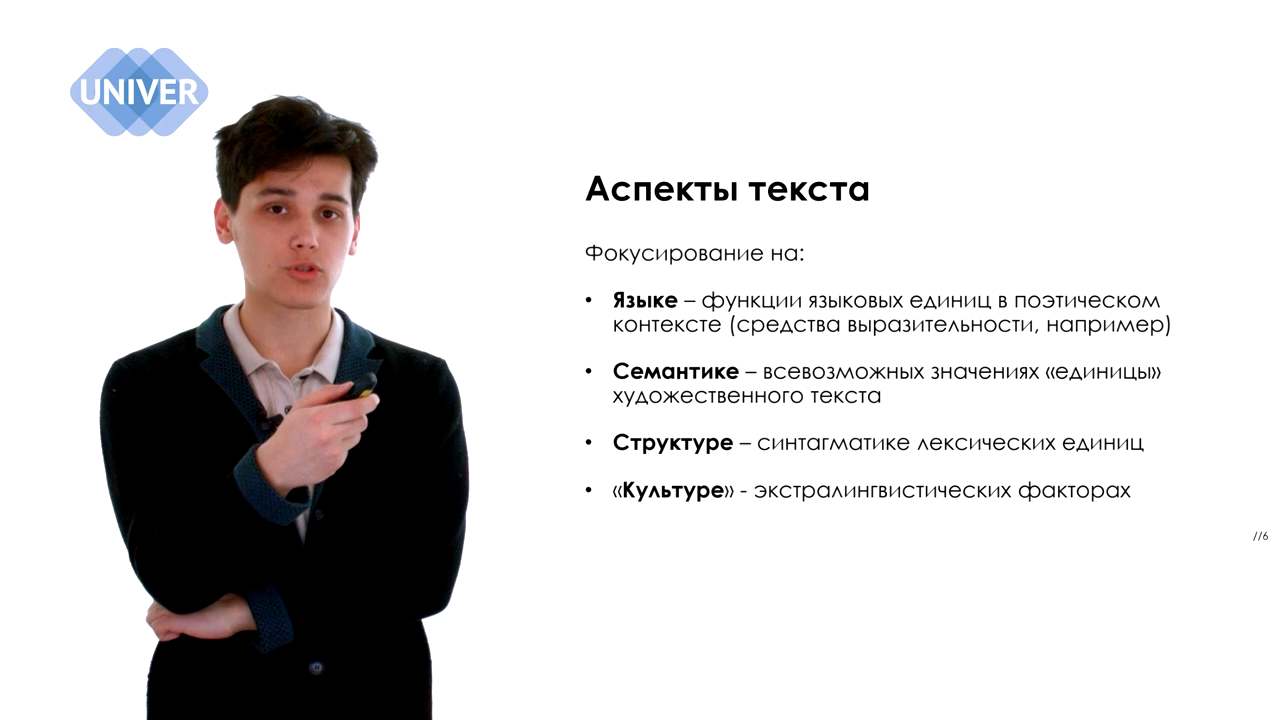 UNIVER
Аспекты текста
Фокусирование на:
• Языке – функции языковых единиц в поэтическом
контексте (средства выразительности, например)
• Семантике – всевозможных значениях «единицы»
художественного текста
• Структуре – синтагматике лексических единиц
• «Культуре» - экстралингвистических факторах
//6